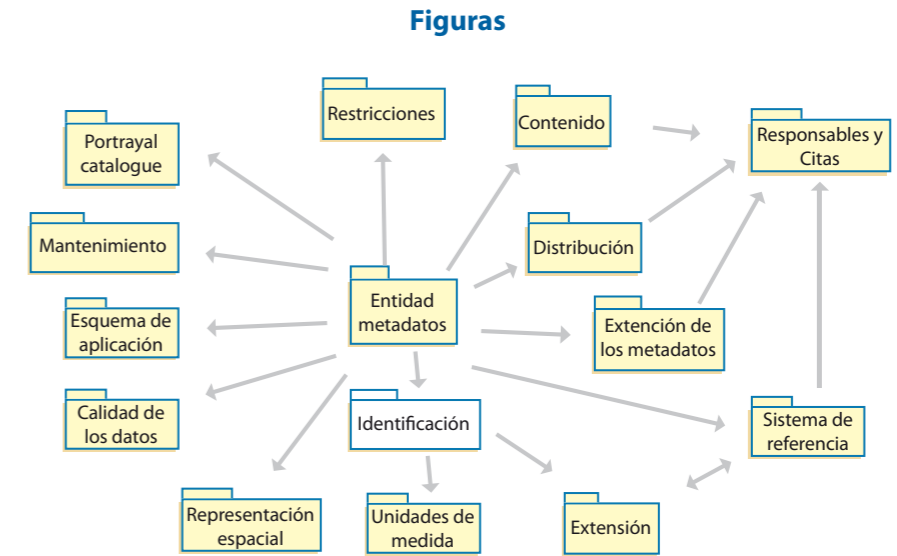 Figuras
Restricciones
Contenido
Portrayal
catalogue
Responsables y
Citas
Mantenimiento
Distribución
Entidad
metadatos
Esquema de
aplicación
Extención de
los metadatos
Calidad de
los datos
Identificación
Sistema de
referencia
Representación
espacial
Unidades de
medida
Extensión